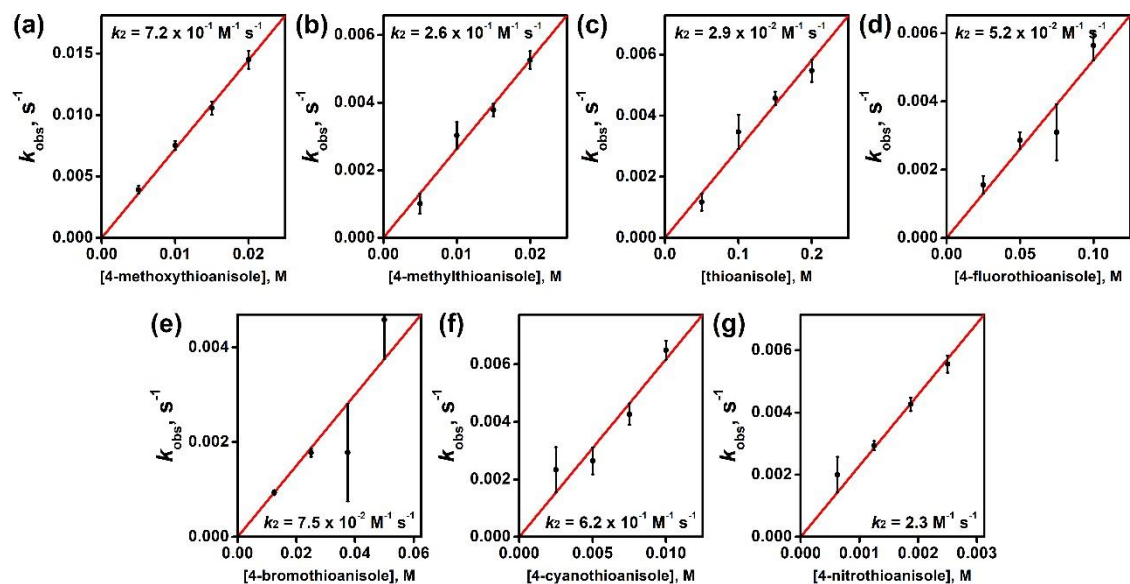 (a)
k₂ = 7.2 x 10⁻¹ M⁻¹ s⁻¹
0.015
0.010
0.005
0.000
kobs, s⁻¹
0.00 0.01 0.02
[4-methoxythioanisole], M
(b)
k₂ = 2.6 x 10⁻¹ M⁻¹ s⁻¹
0.006
0.004
0.002
0.000
kobs, s⁻¹
0.00 0.01 0.02
[4-methylthioanisole], M
(c)
k₂ = 2.9 x 10⁻² M⁻¹ s⁻¹
0.006
0.004
0.002
0.000
kobs, s⁻¹
0.0 0.1 0.2
[thioanisole], M
(d)
k₂ = 5.2 x 10⁻² M⁻¹ s⁻¹
0.006
0.004
0.002
0.000
kobs, s⁻¹
0.00 0.05 0.10
[4-fluorothioanisole], M
(e)
0.004
0.002
0.000
kobs, s⁻¹
k₂ = 7.5 x 10⁻² M⁻¹ s⁻¹
0.00 0.02 0.04 0.06
[4-bromothioanisole], M
(f)
0.006
0.004
0.002
0.000
kobs, s⁻¹
k₂ = 6.2 x 10⁻¹ M⁻¹ s⁻¹
0.000 0.005 0.010
[4-cyanothioanisole], M
(g)
0.006
0.004
0.002
0.000
kobs, s⁻¹
k₂ = 2.3 M⁻¹ s⁻¹
0.000 0.001 0.002 0.003
[4-nitrothioanisole], M